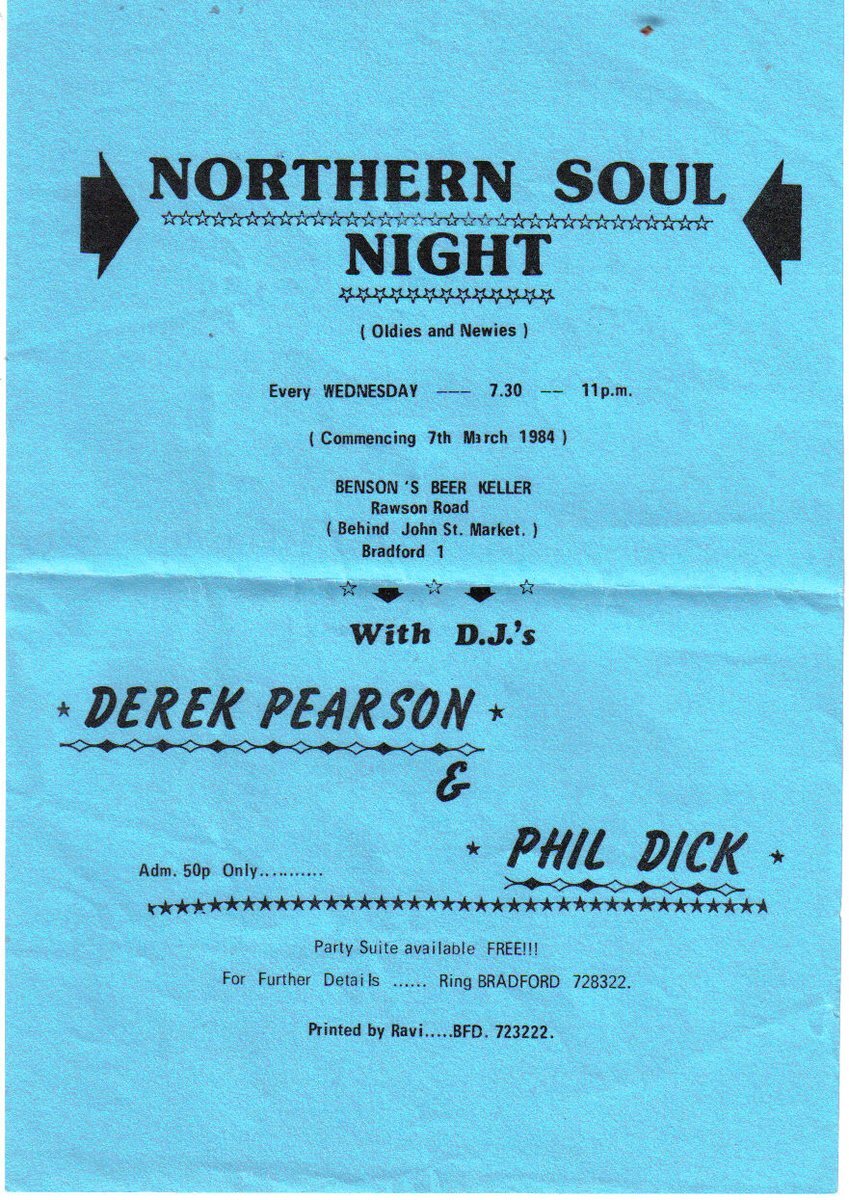 NORTHERN SOUL
NIGHT
( Oldies and Newies )
Every WEDNESDAY --- 7.30 -- 11p.m.
( Commencing 7th March 1984 )
BENSON 'S BEER KELLER
Rawson Road
( Behind John St. Market. )
Bradford 1
With D.J.'s
DEREK PEARSON
&
PHIL DICK
Adm. 50p Only...........
Party Suite available FREE!!!
For Further Details ...... Ring BRADFORD 728322.
Printed by Ravi.....BFD. 723222.